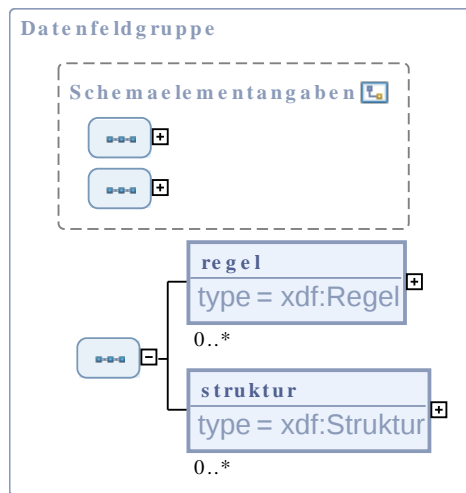 Datenfeldgruppe
Schemaelementangaben
regel
type = xdf:Regel
0..*
struktur
type = xdf:Struktur
0..*